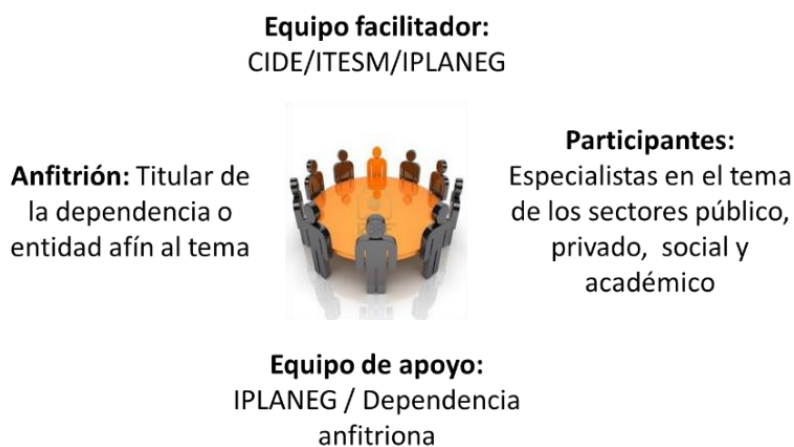 Equipo facilitador:
CIDE/ITESM/IPLANEG
Anfitrión: Titular de
la dependencia o
entidad afín al tema
Participantes:
Especialistas en el tema
de los sectores público,
privado, social y
académico
Equipo de apoyo:
IPLANEG / Dependencia
anfitriona